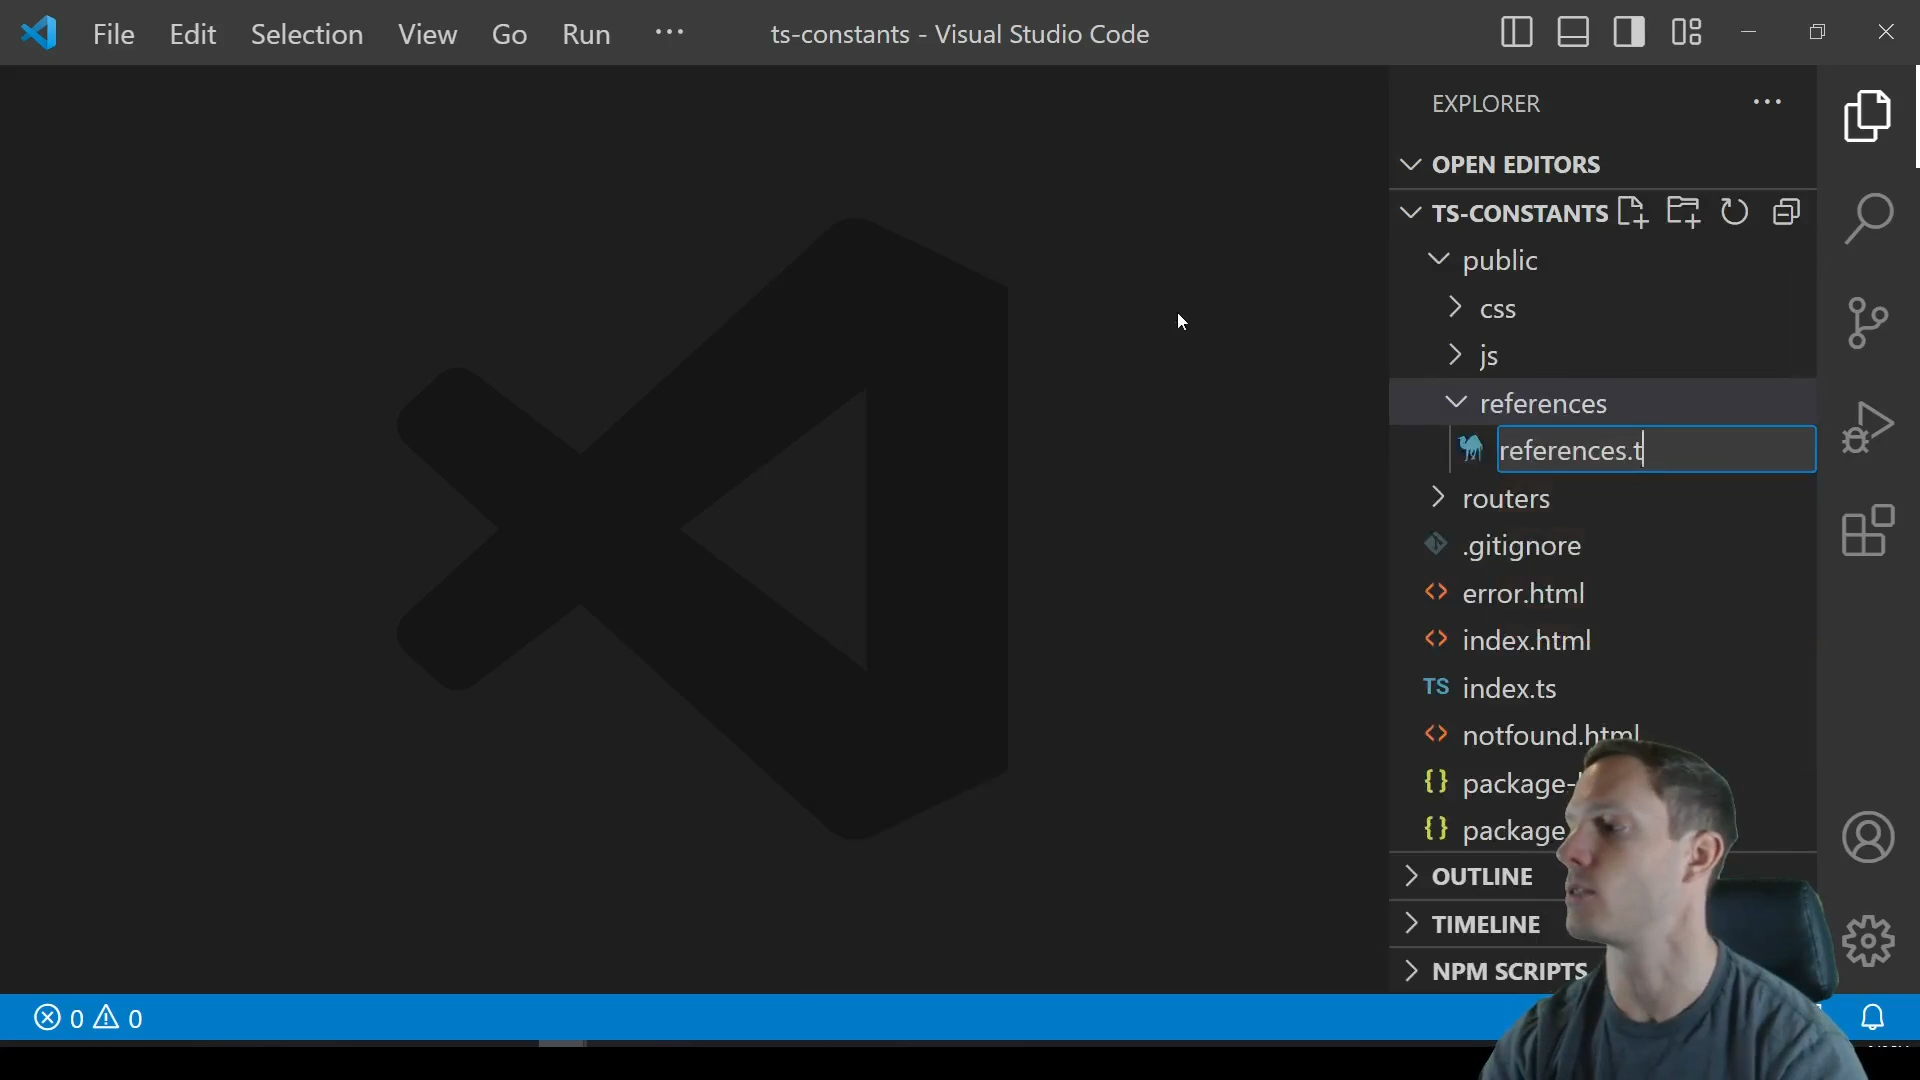 File Edit Selection View Go Run ··· ts-constants - Visual Studio Code
EXPLORER ···
OPEN EDITORS
TS-CONSTANTS
public
css
js
references
references.t
routers
.gitignore
error.html
index.html
TS index.ts
notfound.html
{} package-
{} package
OUTLINE
TIMELINE
NPM SCRIPTS
0 0